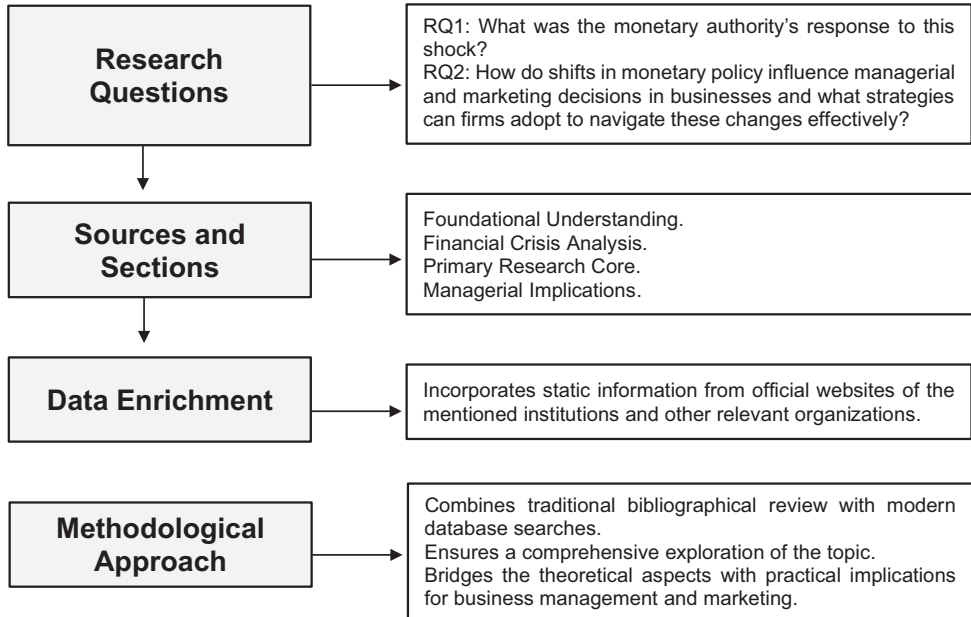 Research
Questions
RQ1: What was the monetary authority's response to this
shock?
RQ2: How do shifts in monetary policy influence managerial
and marketing decisions in businesses and what strategies
can firms adopt to navigate these changes effectively?
Sources and
Sections
Foundational Understanding.
Financial Crisis Analysis.
Primary Research Core.
Managerial Implications.
Data Enrichment
Incorporates static information from official websites of the
mentioned institutions and other relevant organizations.
Methodological
Approach
Combines traditional bibliographical review with modern
database searches.
Ensures a comprehensive exploration of the topic.
Bridges the theoretical aspects with practical implications
for business management and marketing.